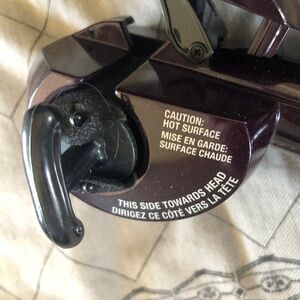 CAUTION:
HOT SURFACE
MISE EN GARDE:
SURFACE CHAUDE
THIS SIDE TOWARDS HEAD
DIRIGEZ CE CÔTÉ VERS LA TÊTE